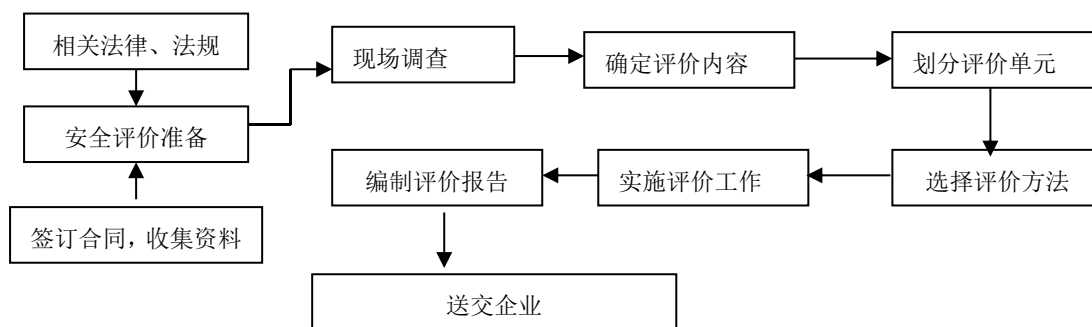 相关法律、法规
安全评价准备
签订合同，收集资料
现场调查
确定评价内容
划分评价单元
选择评价方法
实施评价工作
编制评价报告
送交企业